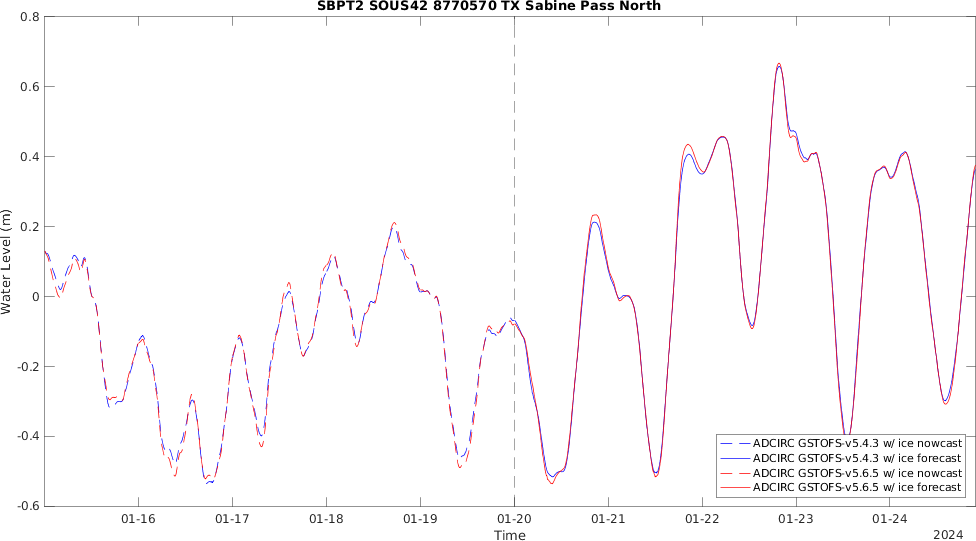 SBPT2 SOUS42 8770570 TX Sabine Pass North
Water Level (m)
0.8
0.6
0.4
0.2
0
-0.2
-0.4
-0.6
01-16
01-17
01-18
01-19
01-20
01-21
01-22
01-23
01-24
Time
2024
ADCIRC GSTOFS-v5.4.3 w/ ice nowcast
ADCIRC GSTOFS-v5.4.3 w/ ice forecast
ADCIRC GSTOFS-v5.6.5 w/ ice nowcast
ADCIRC GSTOFS-v5.6.5 w/ ice forecast